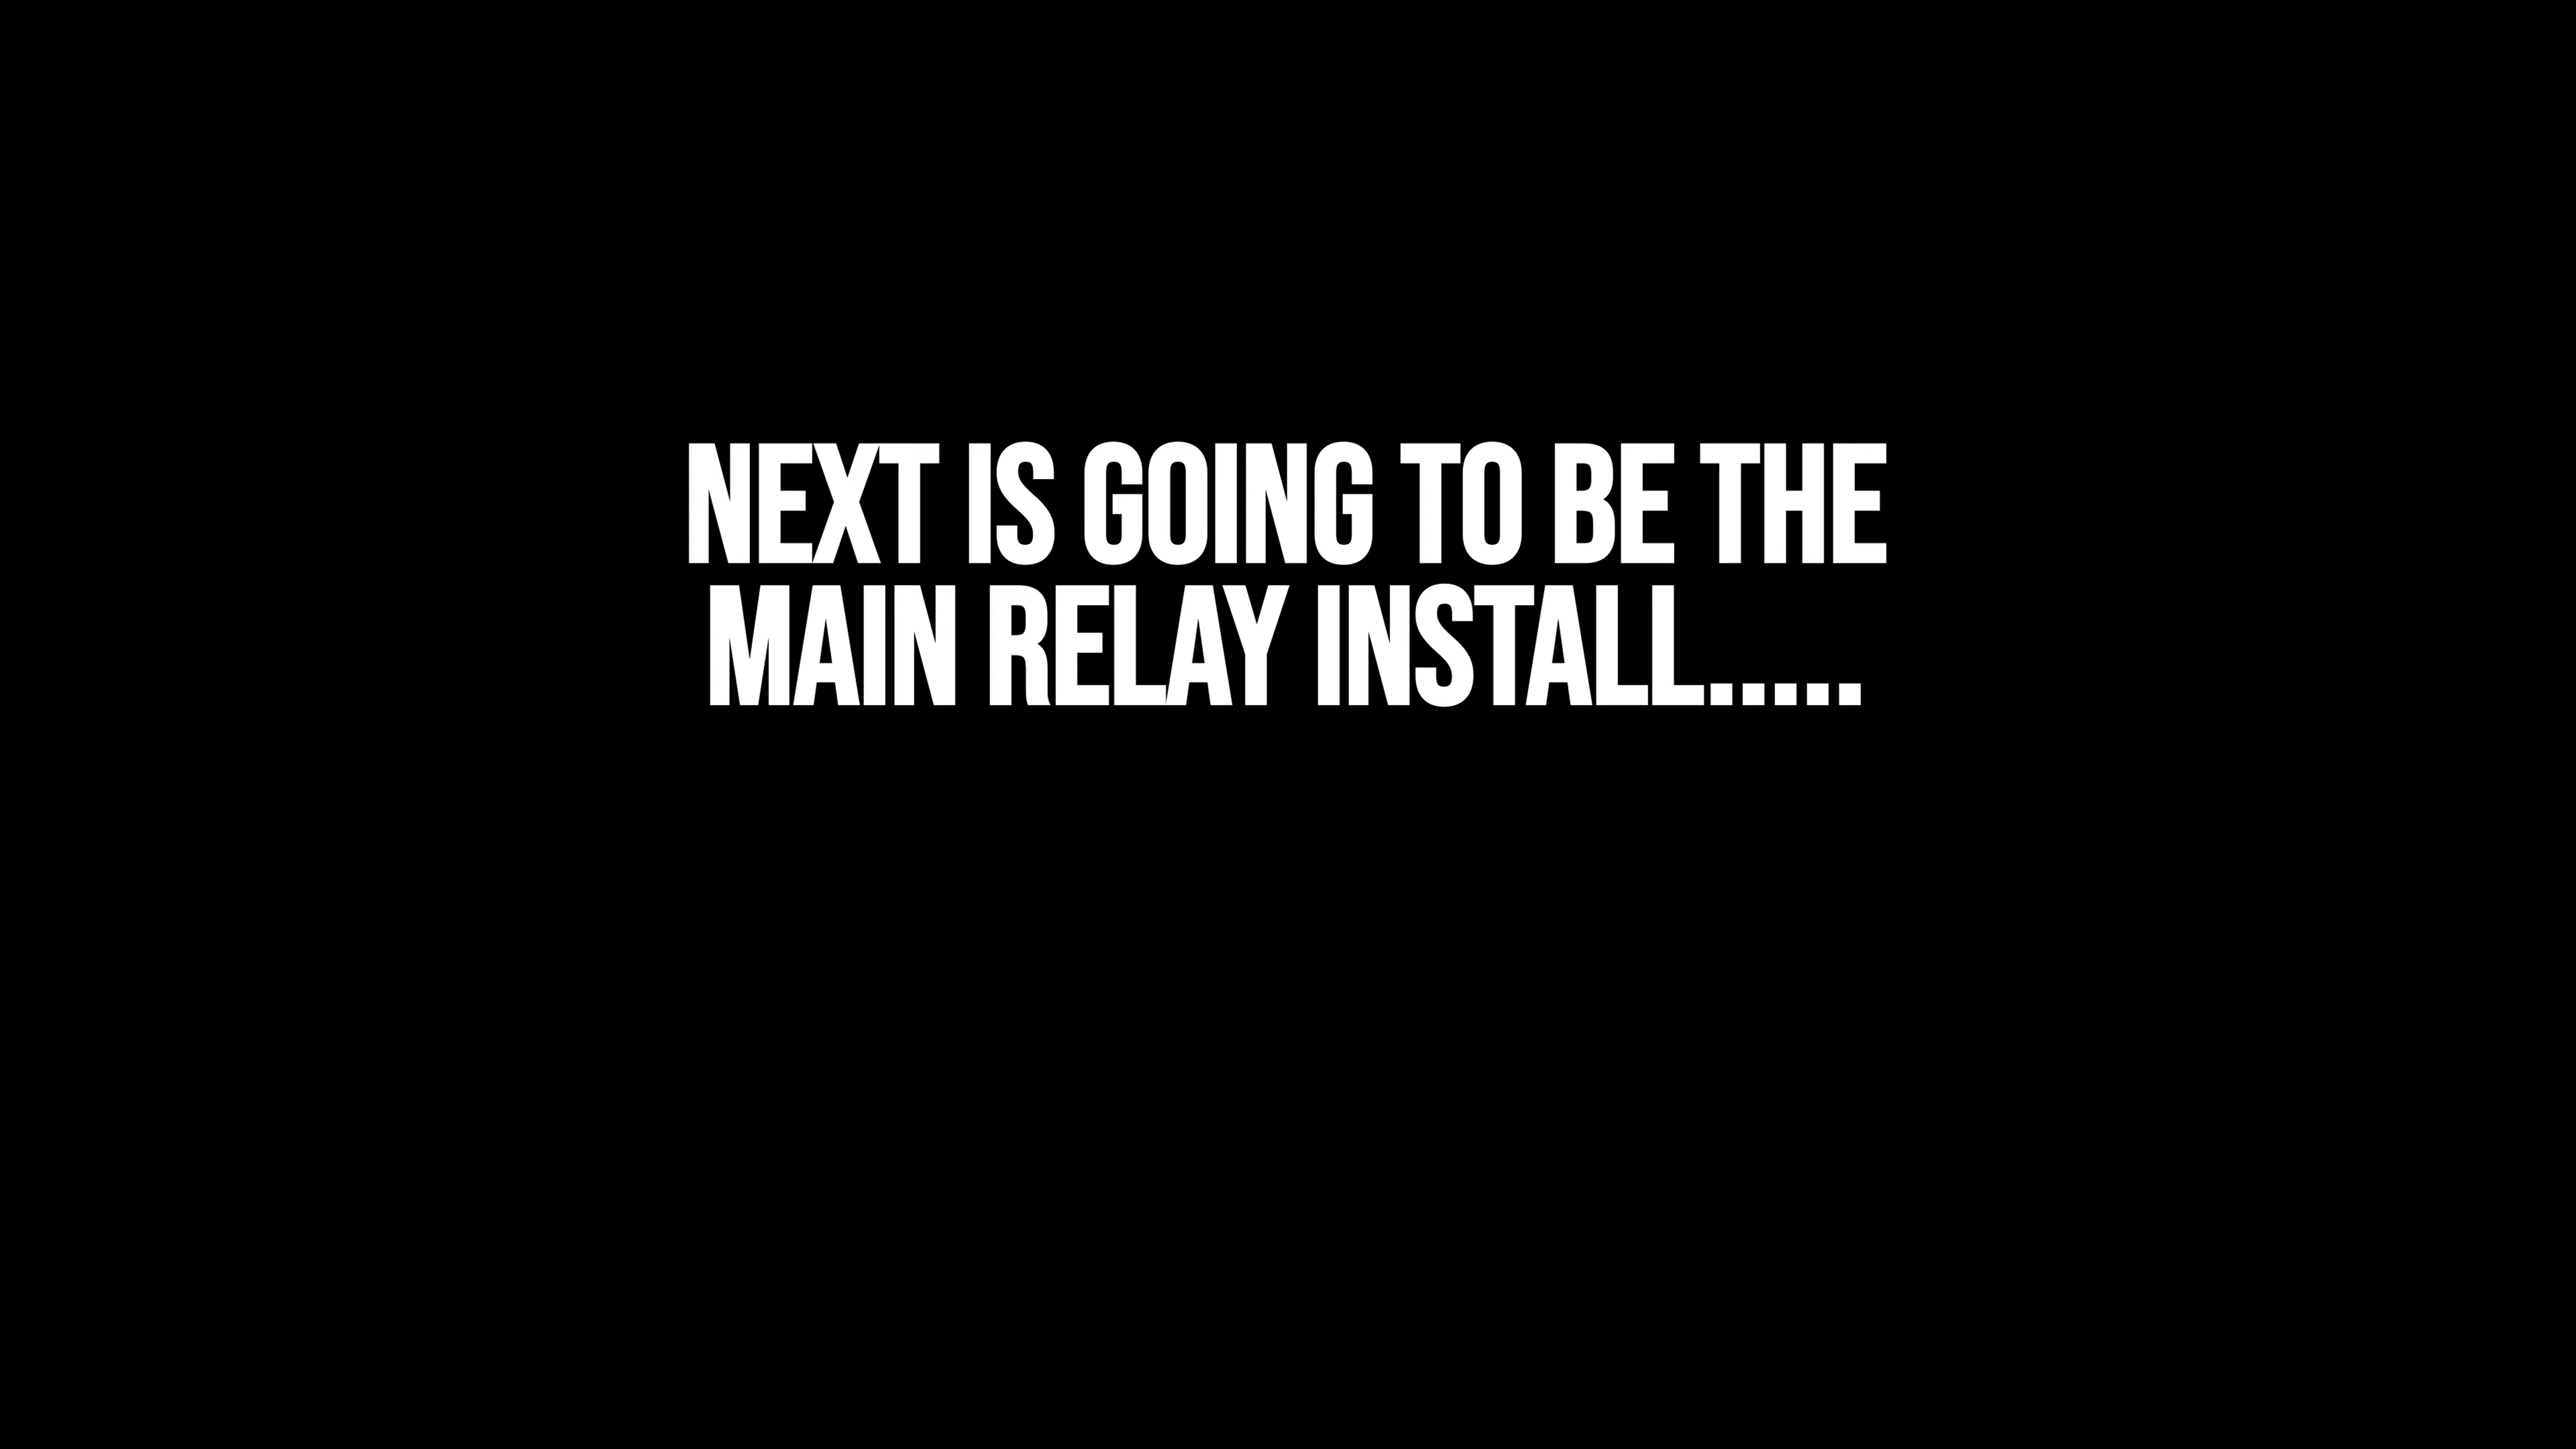 NEXT IS GOING TO BE THE
MAIN RELAY INSTALL.....